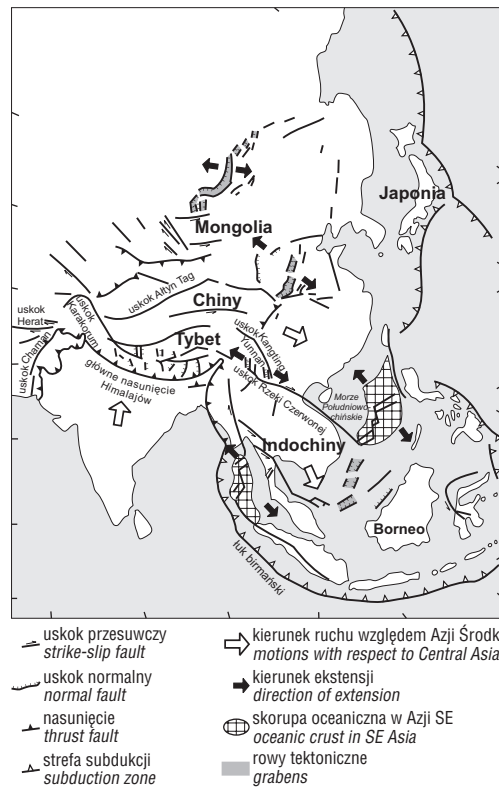 Japonia
Mongolia
uskok Ałtyn Tag
Chiny
uskok
Herat
uskok
Karakorum
uskok Chaman
Tybet
uskok Kangting
Yunnan
główne nasunięcie
Himalajów
uskok Rzeki Czerwonej
Morze
Południowo-
chińskie
Indochiny
Borneo
łuk birmański
uskok przesuwczy
strike-slip fault
uskok normalny
normal fault
nasunięcie
thrust fault
strefa subdukcji
subduction zone
kierunek ruchu względem Azji Środk
motions with respect to Central Asia
kierunek ekstensji
direction of extension
skorupa oceaniczna w Azji SE
oceanic crust in SE Asia
rowy tektoniczne
grabens